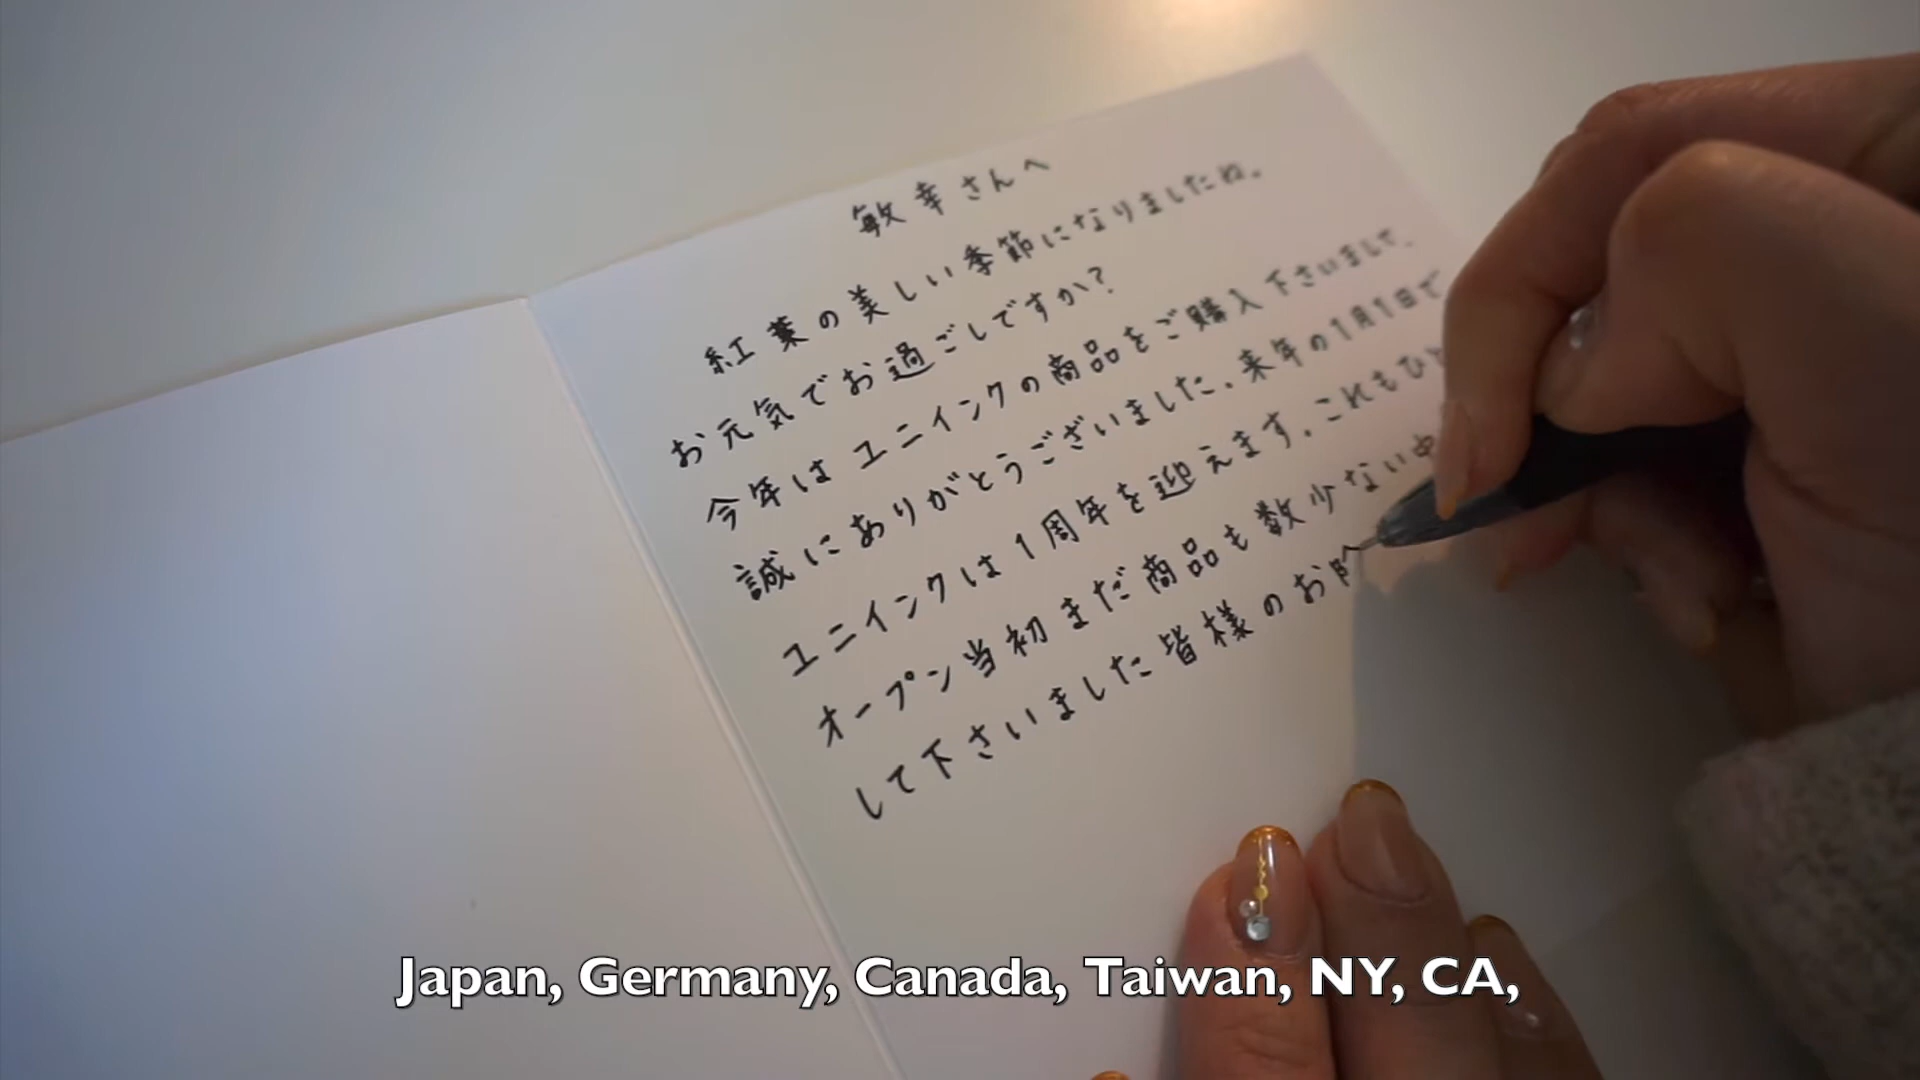 敏幸さんへ
紅葉の美しい季節になりましたね。
お元気でお過ごしですか?
今年はユニインクの商品をご購入下さいまして、
誠にありがとうございました。来年の1月1日で
ユニインクは1周年を迎えます。これもひと
オープン当初まだ商品も数少ない中
して下さいました皆様のお
Japan, Germany, Canada, Taiwan, NY, CA,